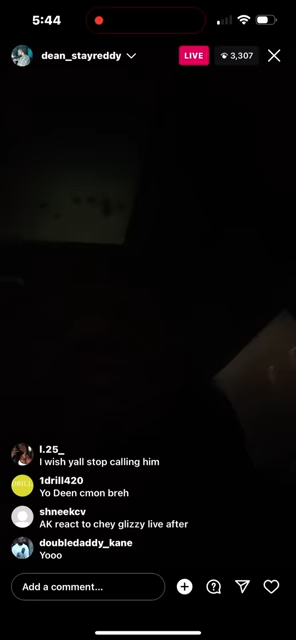 5:44
dean_stayreddy
LIVE
3,307
l.25_
I wish yall stop calling him
1drill420
Yo Deen cmon breh
shneekcv
AK react to chey glizzy live after
doubledaddy_kane
Yooo
Add a comment...